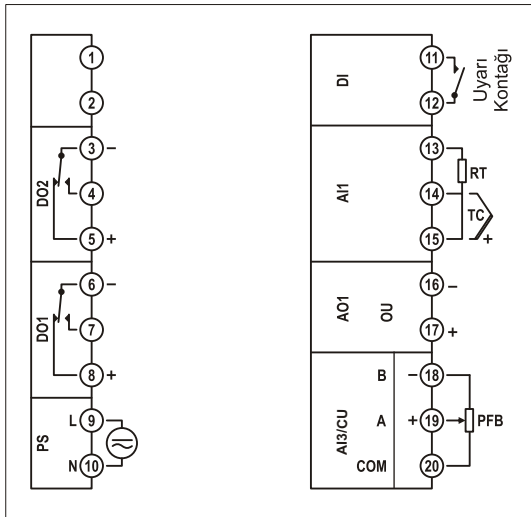 1
2
3 –
4
DO2
5 +
6 –
7
DO1
8 +
PS
L 9
N 10
11
DI
12
Uyarı
Kontağı
13
AI1
14
RT
TC
15
+
16 –
AO1 OU
17 +
B – 18
AI3/CU
A + 19
PFB
COM 20